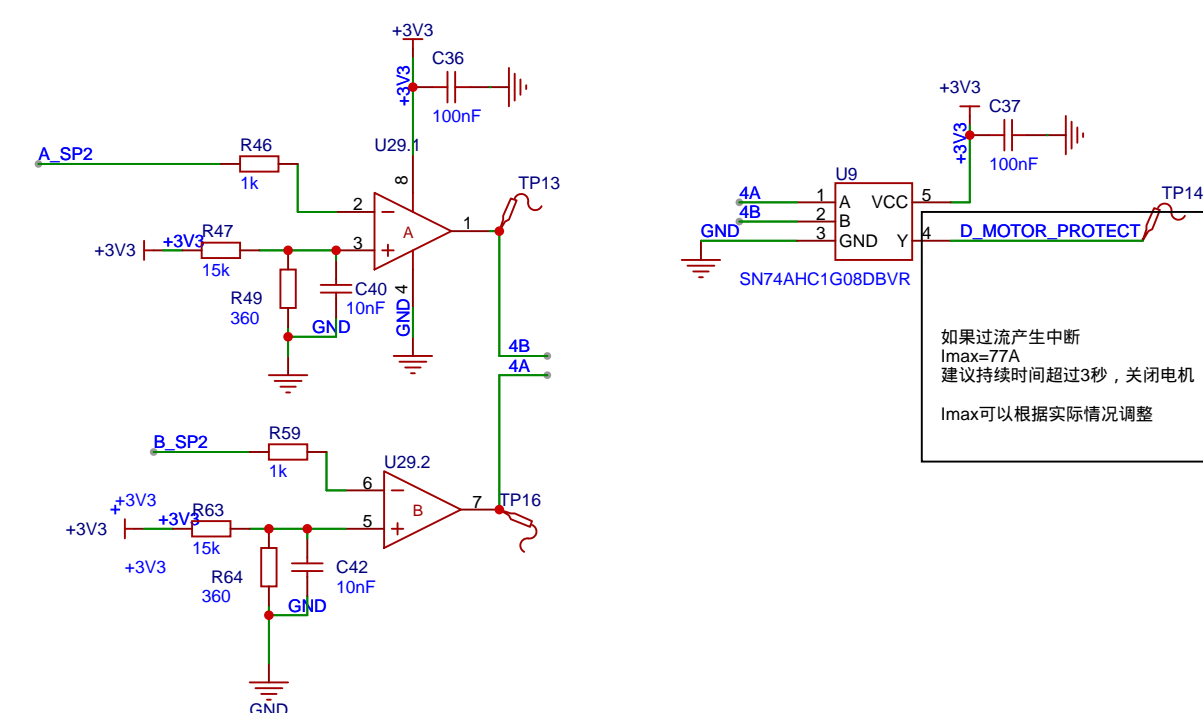 +3V3
C36
+3V3
100nF
A_SP2
R46
1k
U29.1
8
TP13
2
A
1
3
+3V3
+3V3
R47
15k
R49
360
C40
10nF
GND
4
GND
4B
4A
B_SP2
R59
1k
U29.2
6
7
TP16
B
5
+3V3
+
+3V3
+3V3
R63
15k
+3V3
R64
360
C42
10nF
GND
GND
+3V3
C37
+3V3
100nF
U9
4A
1
A
VCC
5
TP14
4B
2
B
GND
3
GND
Y
4
D_MOTOR_PROTECT
SN74AHC1G08DBVR
如果过流产生中断
Imax=77A
建议持续时间超过3秒，关闭电机
Imax可以根据实际情况调整